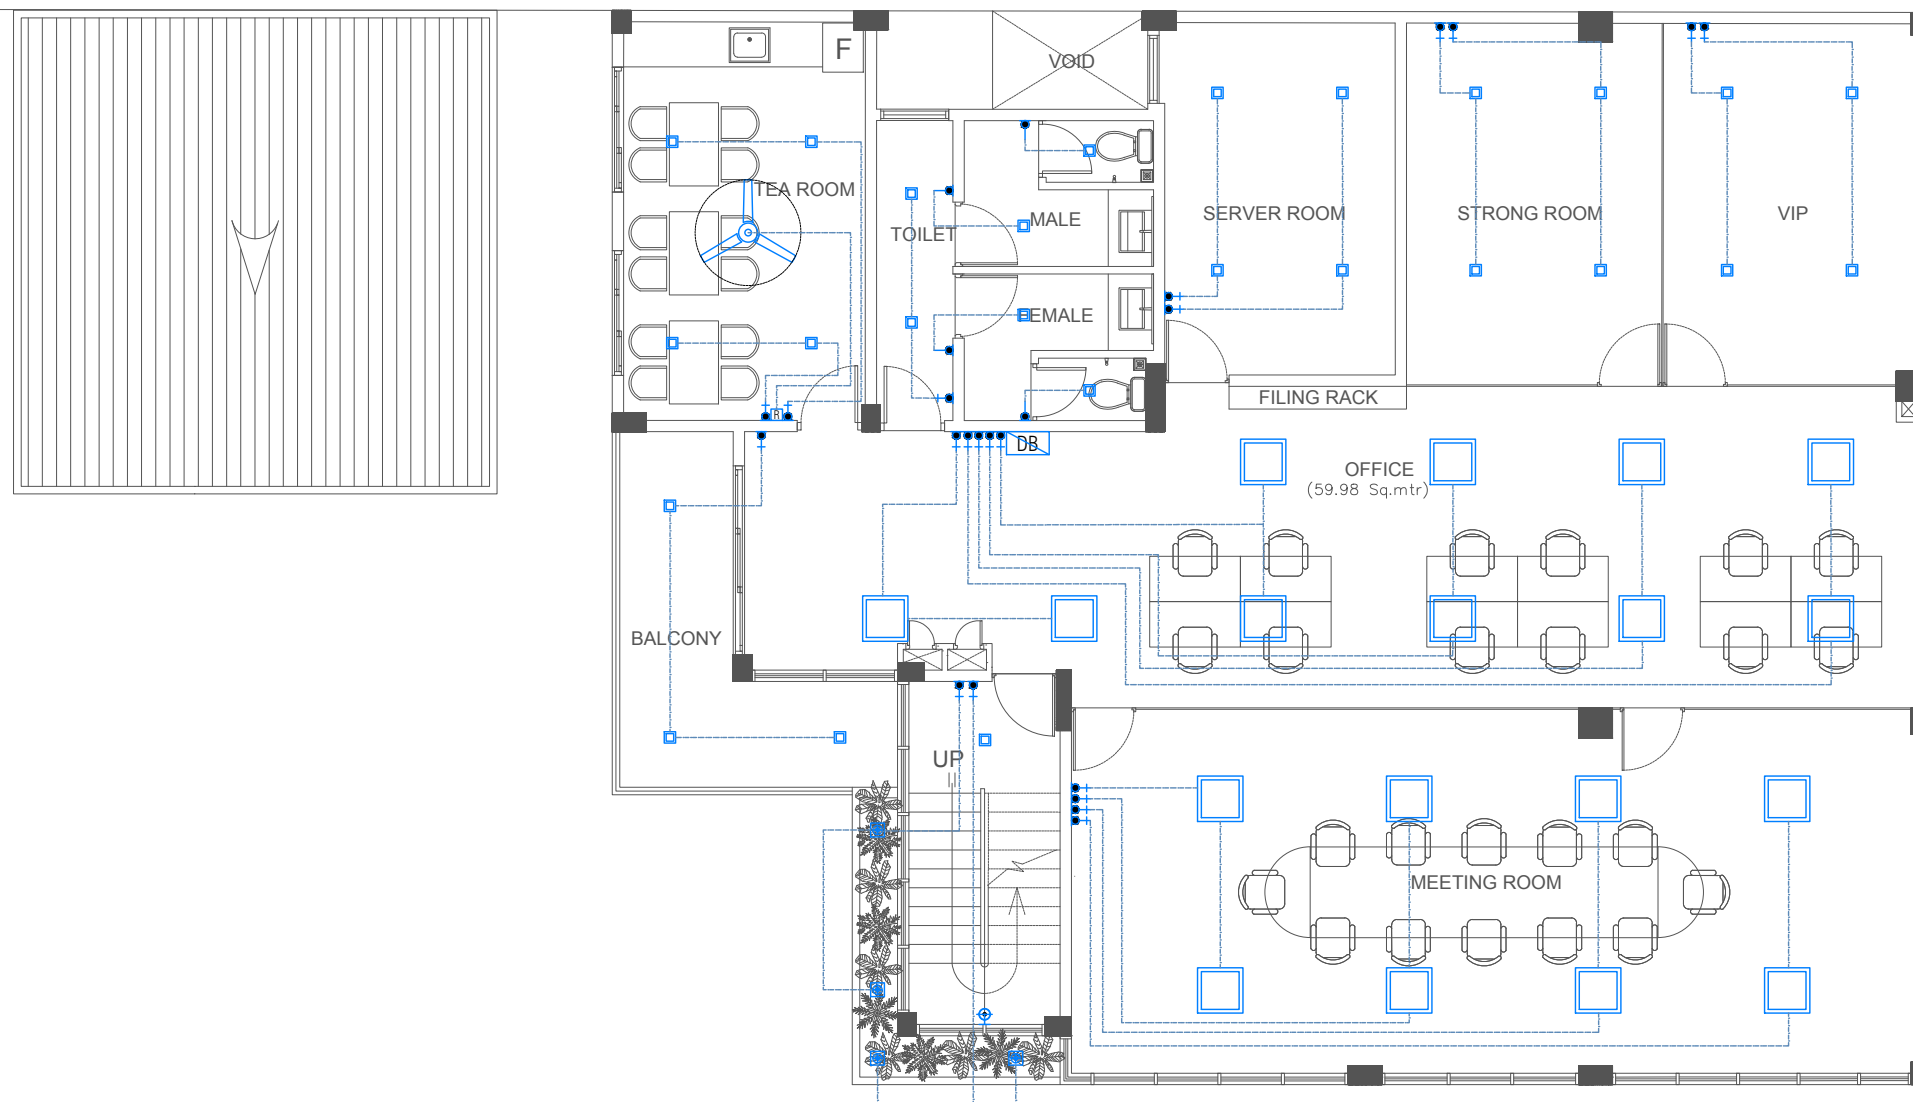 F
VOID
TEA ROOM
TOILET
MALE
SERVER ROOM
STRONG ROOM
VIP
FEMALE
FILING RACK
R
DB
OFFICE
(59.98 Sq.mtr)
BALCONY
UP
MEETING ROOM